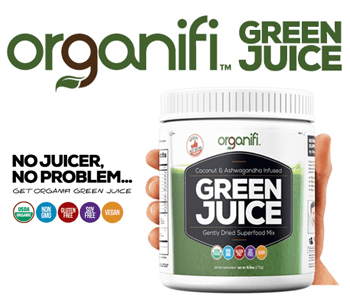 organifi™
GREEN
JUICE
NO JUICER,
NO PROBLEM...
GET ORGANIFI GREEN JUICE
USDA
ORGANIC
NON
GMO
GLUTEN
FREE
SOY
FREE
VEGAN
organifi
Coconut & Ashwagandha Infused
GREEN
JUICE
Gently Dried Superfood Mix